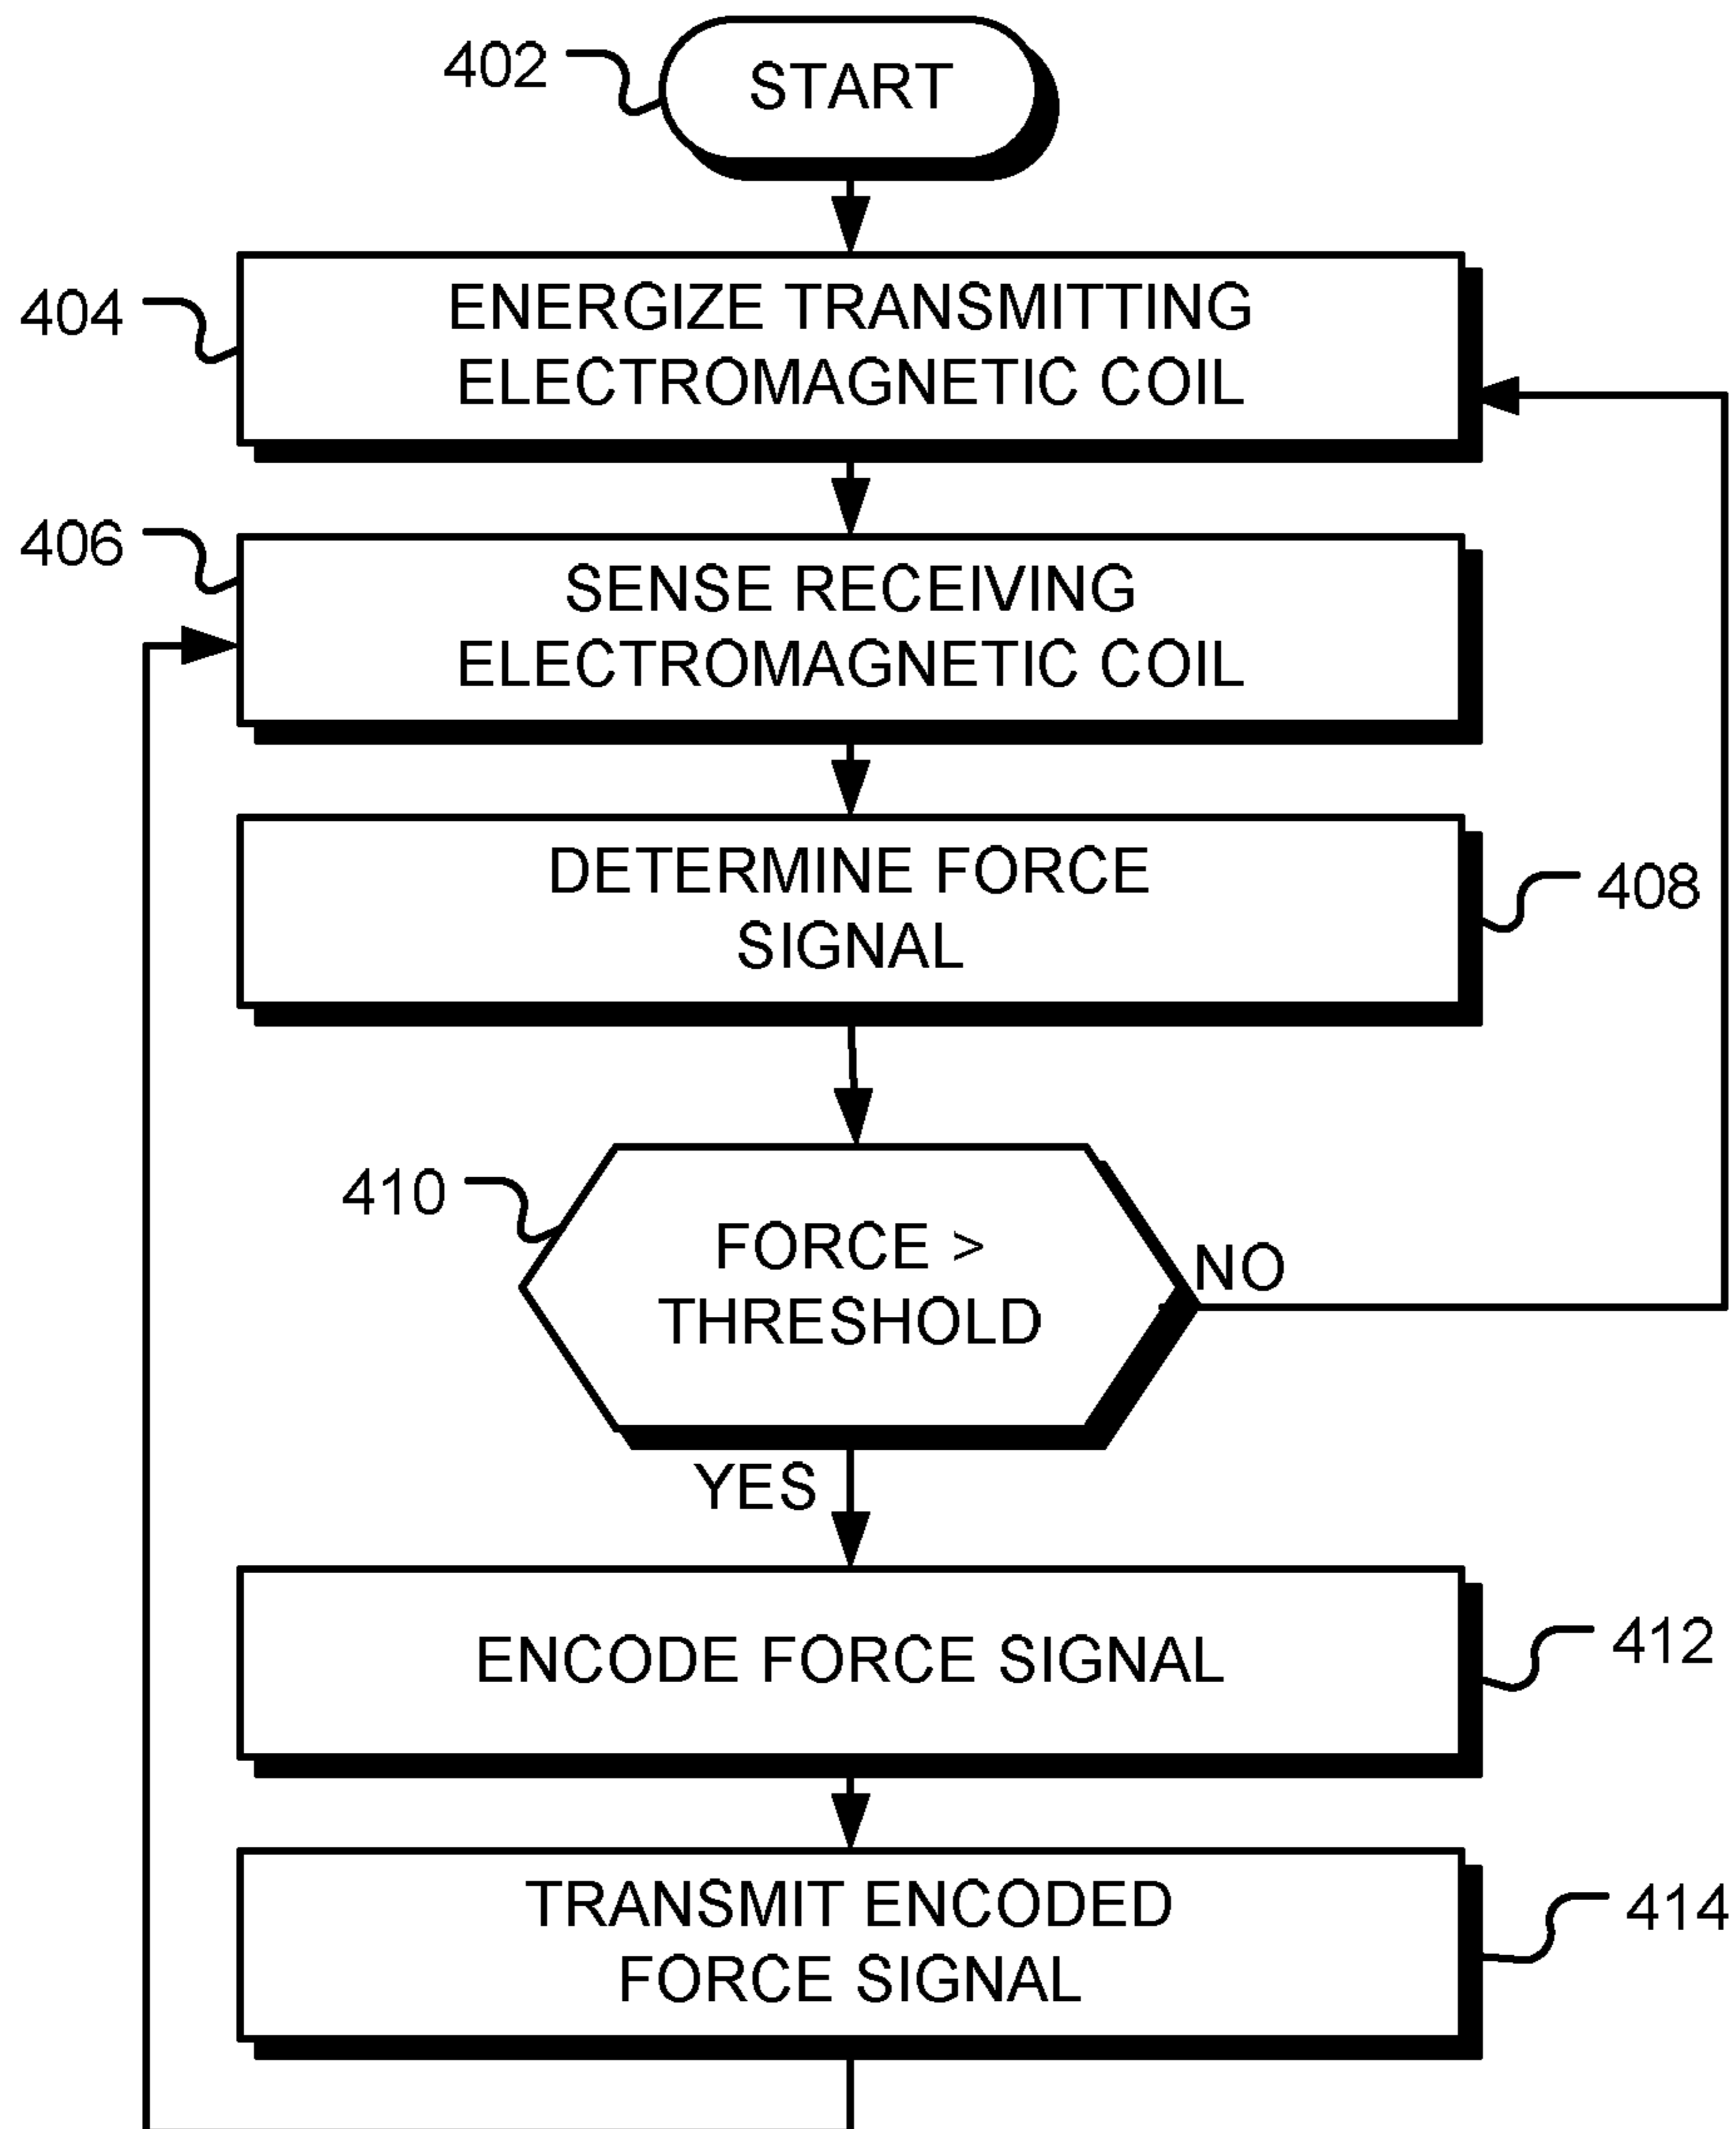 402
START
404
ENERGIZE TRANSMITTING
ELECTROMAGNETIC COIL
406
SENSE RECEIVING
ELECTROMAGNETIC COIL
DETERMINE FORCE
SIGNAL
408
410
FORCE >
THRESHOLD
NO
YES
ENCODE FORCE SIGNAL
412
TRANSMIT ENCODED
FORCE SIGNAL
414